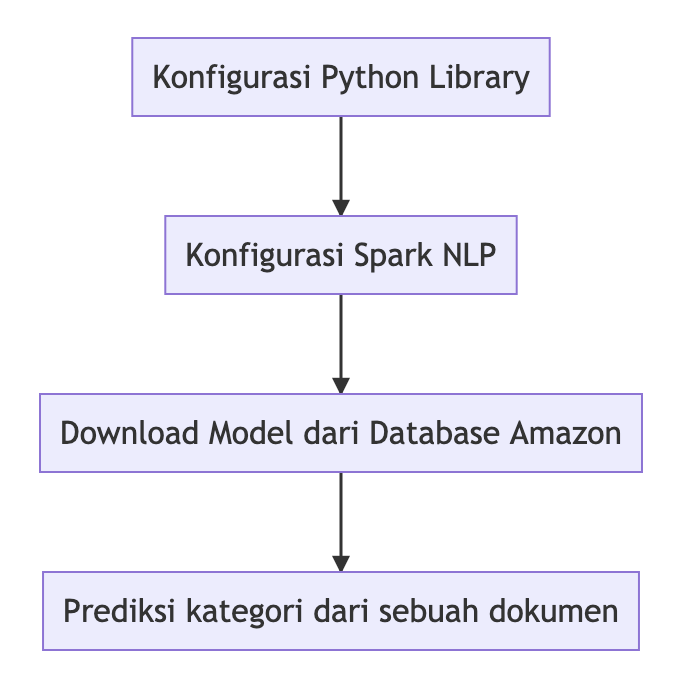 Konfigurasi Python Library
Konfigurasi Spark NLP
Download Model dari Database Amazon
Prediksi kategori dari sebuah dokumen